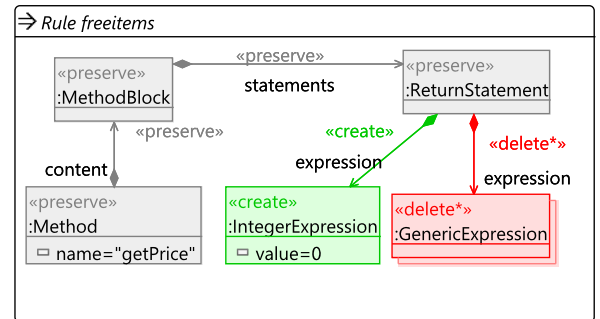 Rule freeitems
«preserve»
:MethodBlock
«preserve»
statements
«preserve»
:ReturnStatement
«preserve»
content
«create»
expression
«delete*»
expression
«preserve»
:Method
name="getPrice"
«create»
:IntegerExpression
value=0
«delete*»
:GenericExpression